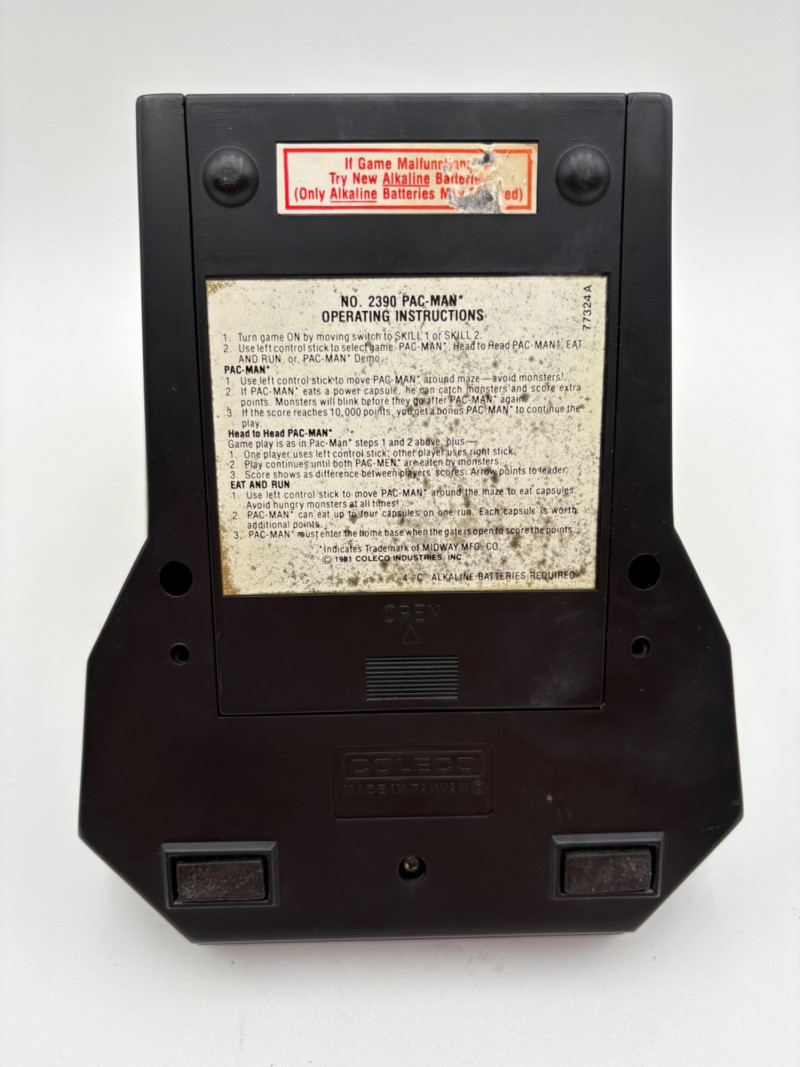 If Game Malfunctions
Try New Alkaline Batteries
(Only Alkaline Batteries ed)
NO. 2390 PAC-MAN*
OPERATING INSTRUCTIONS
77324A
1. Turn game ON by moving switch to SKILL 1 or SKILL 2.
2. Use left control stick to select game: PAC-MAN*, Head to Head PAC-MAN*, EAT
AND RUN, or, PAC-MAN* Demo.
PAC-MAN*
1. Use left control stick to move PAC-MAN* around maze—avoid monsters!
2. If PAC-MAN* eats a power capsule, he can catch monsters and score extra
points. Monsters will blink before they go after PAC-MAN* again.
3. If the score reaches 10,000 points, you get a bonus PAC-MAN* to continue the
play.
Head to Head PAC-MAN*
Game play is as in Pac-Man* steps 1 and 2 above, plus—
1. One player uses left control stick; other player uses right stick.
2. Play continues until both PAC-MEN* are eaten by monsters.
3. Score shows as difference between players' scores. Arrow points to leader.
EAT AND RUN
1. Use left control stick to move PAC-MAN* around the maze to eat capsules.
Avoid hungry monsters at all times!
2. PAC-MAN* can eat up to four capsules on one run. Each capsule is worth
additional points.
3. PAC-MAN* must enter the home base when the gate is open to score the points.
*Indicates Trademark of MIDWAY MFG. CO.
© 1981 COLECO INDUSTRIES, INC.
4 "C" ALKALINE BATTERIES REQUIRED
OPEN
COLECO
MADE IN TAIWAN